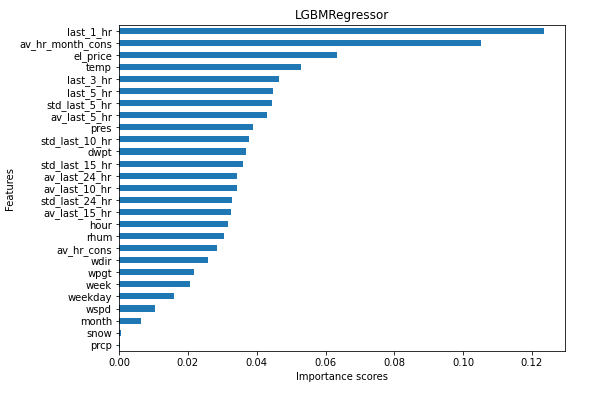 LGBMRegressor
last_1_hr
av_hr_month_cons
el_price
temp
last_3_hr
last_5_hr
std_last_5_hr
av_last_5_hr
pres
std_last_10_hr
dwpt
std_last_15_hr
av_last_24_hr
av_last_10_hr
std_last_24_hr
av_last_15_hr
hour
rhum
av_hr_cons
wdir
wpgt
week
weekday
wspd
month
snow
prcp
Features
0.00 0.02 0.04 0.06 0.08 0.10 0.12
Importance scores